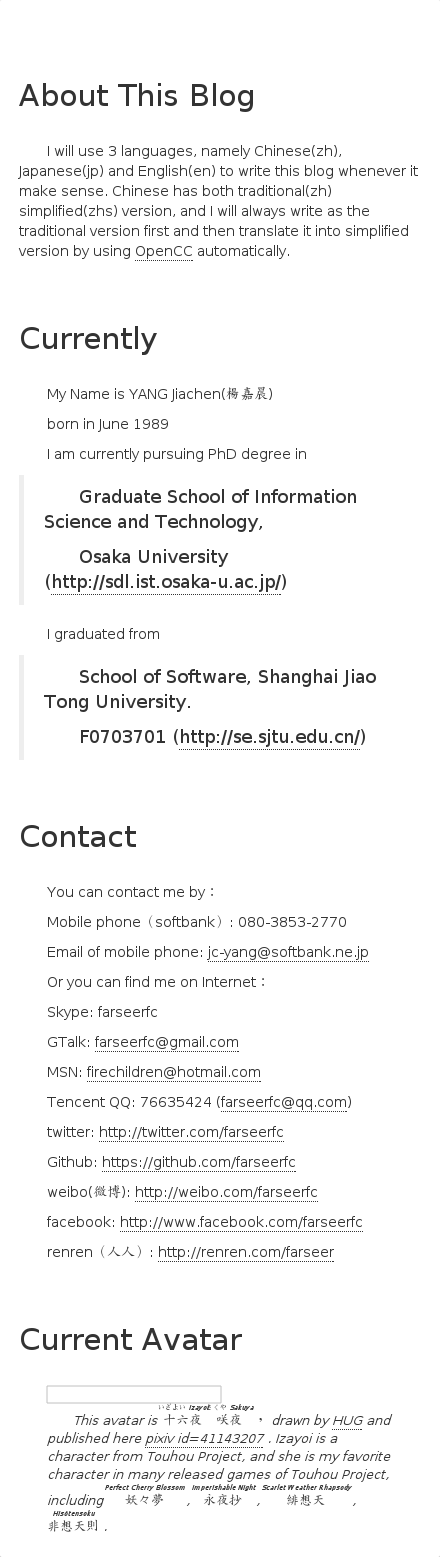 About This Blog
I will use 3 languages, namely Chinese(zh),
Japanese(jp) and English(en) to write this blog whenever it
make sense. Chinese has both traditional(zh)
simplified(zhs) version, and I will always write as the
traditional version first and then translate it into simplified
version by using OpenCC automatically.
Currently
My Name is YANG Jiachen(楊嘉晨)
born in June 1989
I am currently pursuing PhD degree in
Graduate School of Information
Science and Technology,
Osaka University
(http://sdl.ist.osaka-u.ac.jp/)
I graduated from
School of Software, Shanghai Jiao
Tong University.
F0703701 (http://se.sjtu.edu.cn/)
Contact
You can contact me by：
Mobile phone（softbank）: 080-3853-2770
Email of mobile phone: jc-yang@softbank.ne.jp
Or you can find me on Internet：
Skype: farseerfc
GTalk: farseerfc@gmail.com
MSN: firechildren@hotmail.com
Tencent QQ: 76635424 (farseerfc@qq.com)
twitter: http://twitter.com/farseerfc
Github: https://github.com/farseerfc
weibo(微博): http://weibo.com/farseerfc
facebook: http://www.facebook.com/farseerfc
renren（人人）: http://renren.com/farseer
Current Avatar
いざよい Izayoi さくや Sakuya
This avatar is 十六夜 咲夜 ， drawn by HUG and
published here pixiv id=41143207 . Izayoi is a
character from Touhou Project, and she is my favorite
character in many released games of Touhou Project,
Perfect Cherry Blossom Imperishable Night Scarlet Weather Rhapsody
including 妖々夢 , 永夜抄 , 緋想天 ,
Hisōtensoku
非想天則 .